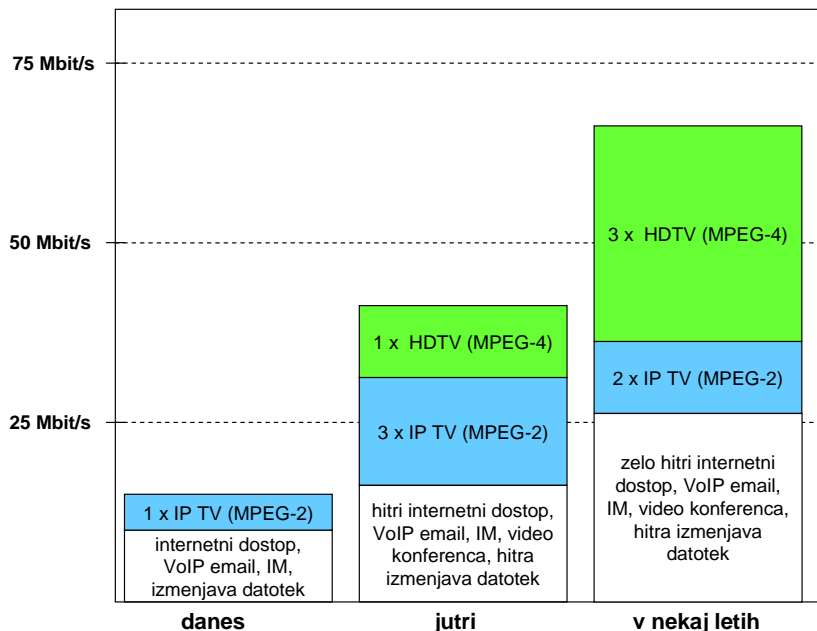 75 Mbit/s
50 Mbit/s
25 Mbit/s
1 x IP TV (MPEG-2)
internetni dostop,
VoIP email, IM,
izmenjava datotek
danes
1 x HDTV (MPEG-4)
3 x IP TV (MPEG-2)
hitri internetni dostop,
VoIP email, IM, video
konferenca, hitra
izmenjava datotek
jutri
3 x HDTV (MPEG-4)
2 x IP TV (MPEG-2)
zelo hitri internetni
dostop, VoIP email,
IM, video konferenca,
hitra izmenjava
datotek
v nekaj letih